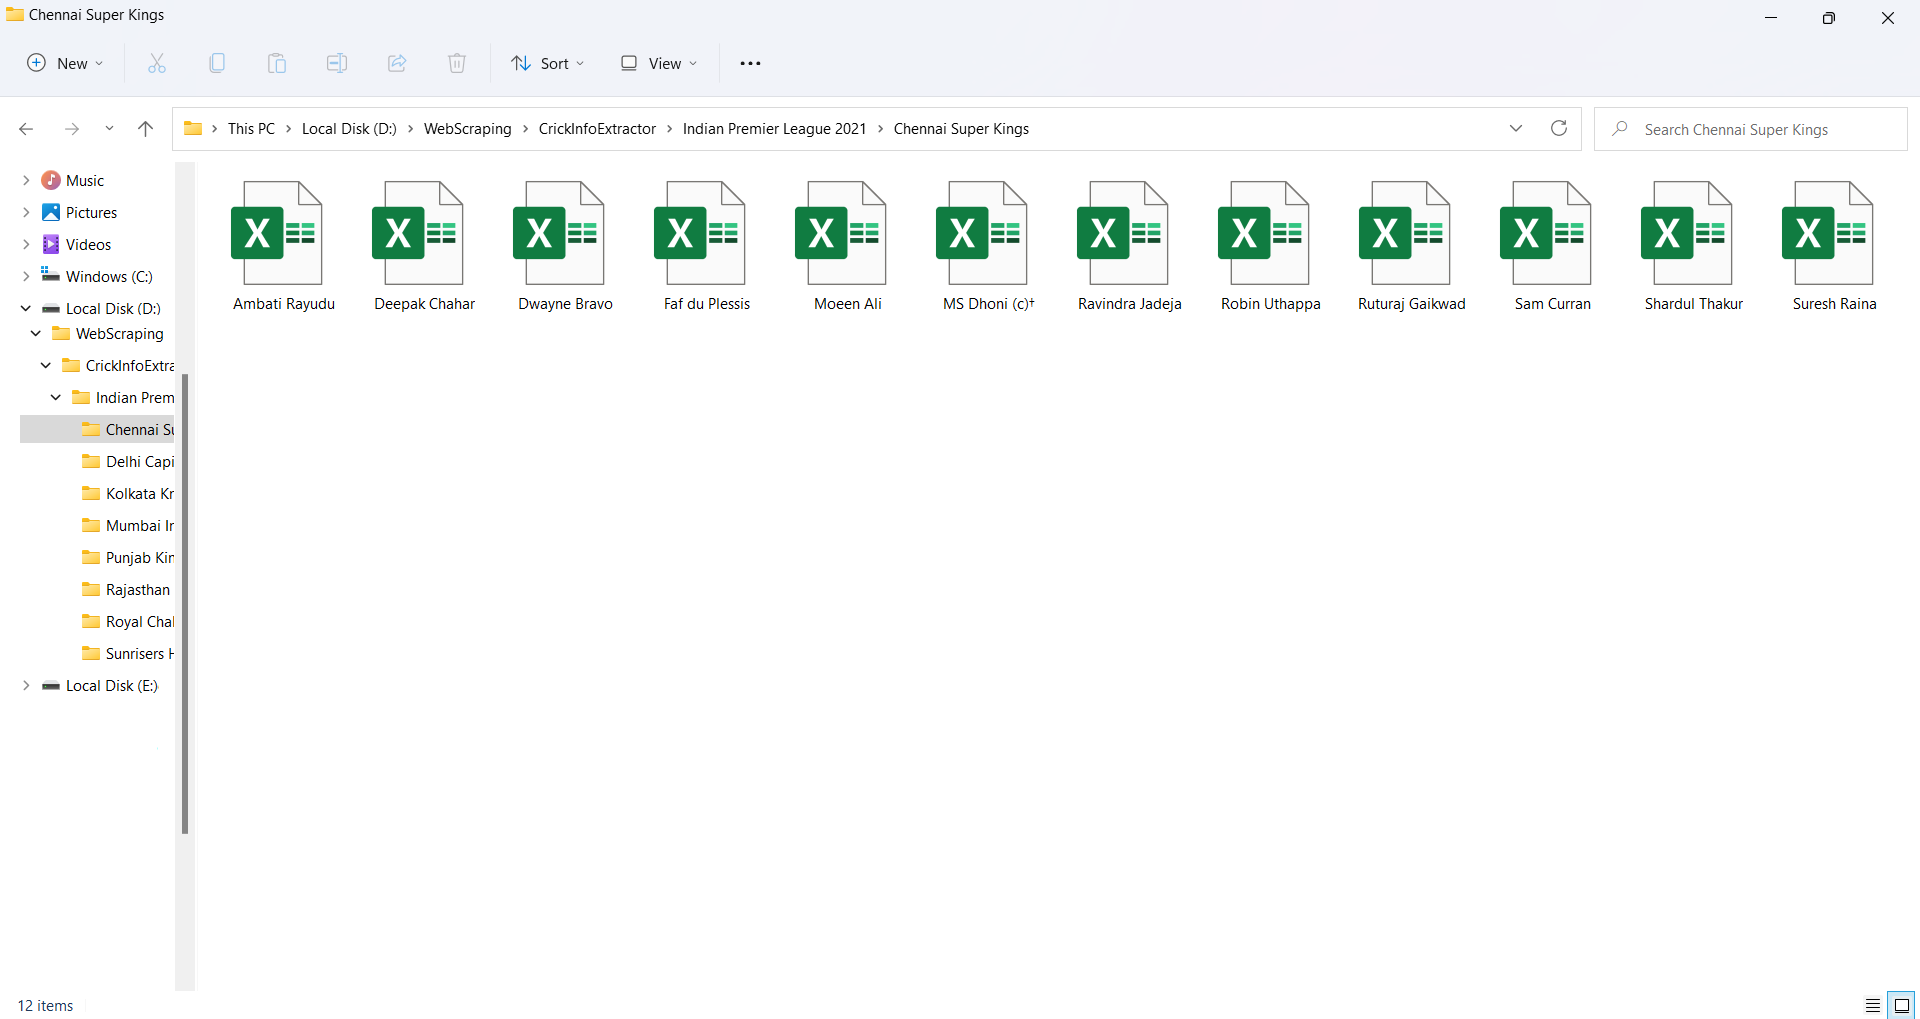 Chennai Super Kings
New
Sort
View
This PC > Local Disk (D:) > WebScraping > CrickInfoExtractor > Indian Premier League 2021 > Chennai Super Kings
Search Chennai Super Kings
Music
Pictures
Videos
Windows (C:)
Local Disk (D:)
WebScraping
CrickInfoExtra
Indian Prem
Chennai Su
Delhi Capi
Kolkata Kr
Mumbai In
Punjab Kin
Rajasthan
Royal Chal
Sunrisers H
Local Disk (E:)
Ambati Rayudu
Deepak Chahar
Dwayne Bravo
Faf du Plessis
Moeen Ali
MS Dhoni (c)†
Ravindra Jadeja
Robin Uthappa
Ruturaj Gaikwad
Sam Curran
Shardul Thakur
Suresh Raina
12 items